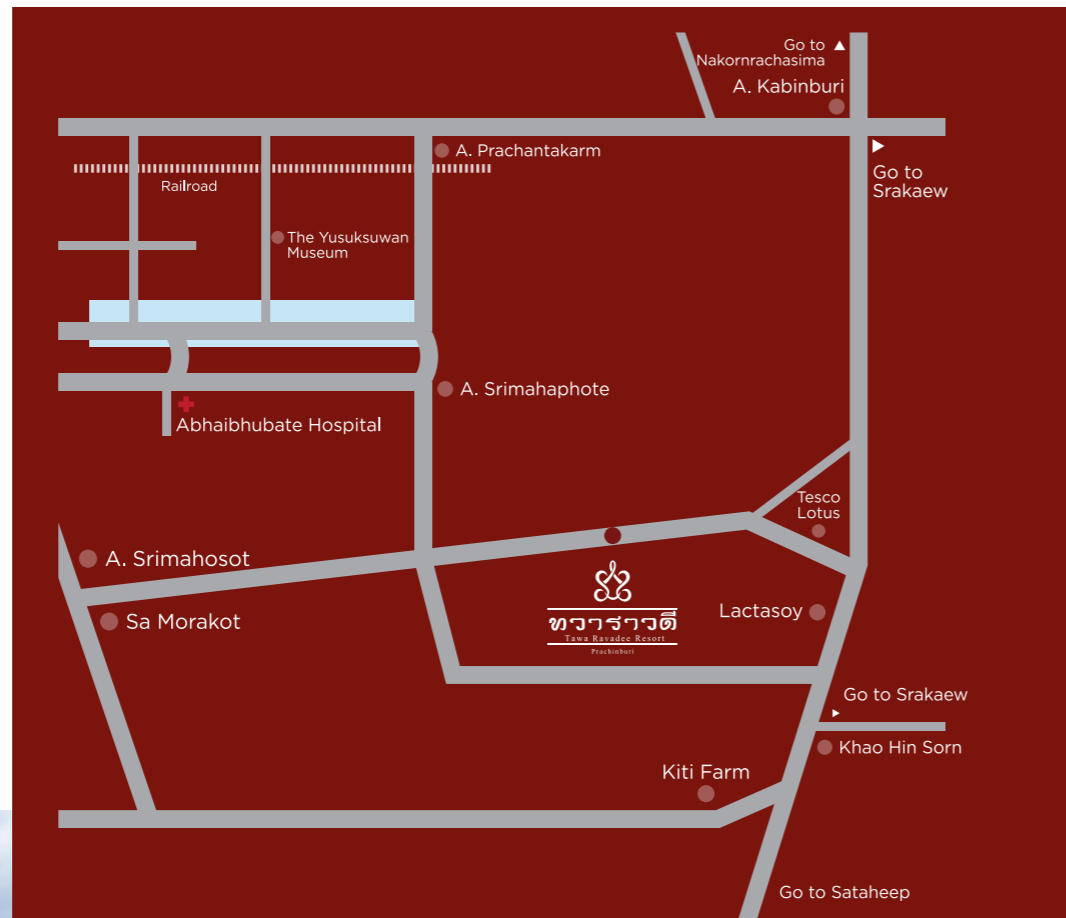 Go to
Nakornrachasima
A. Kabinburi
A. Prachantakarm
Go to
Srakaew
Railroad
The Yusuksuwan
Museum
A. Srimahaphote
Abhaibhubate Hospital
Tesco
Lotus
A. Srimahosot
Sa Morakot
Lactasoy
ทวาราวดี
Tawa Ravadee Resort
Prachinburi
Go to Srakaew
Khao Hin Sorn
Kiti Farm
Go to Sataheep